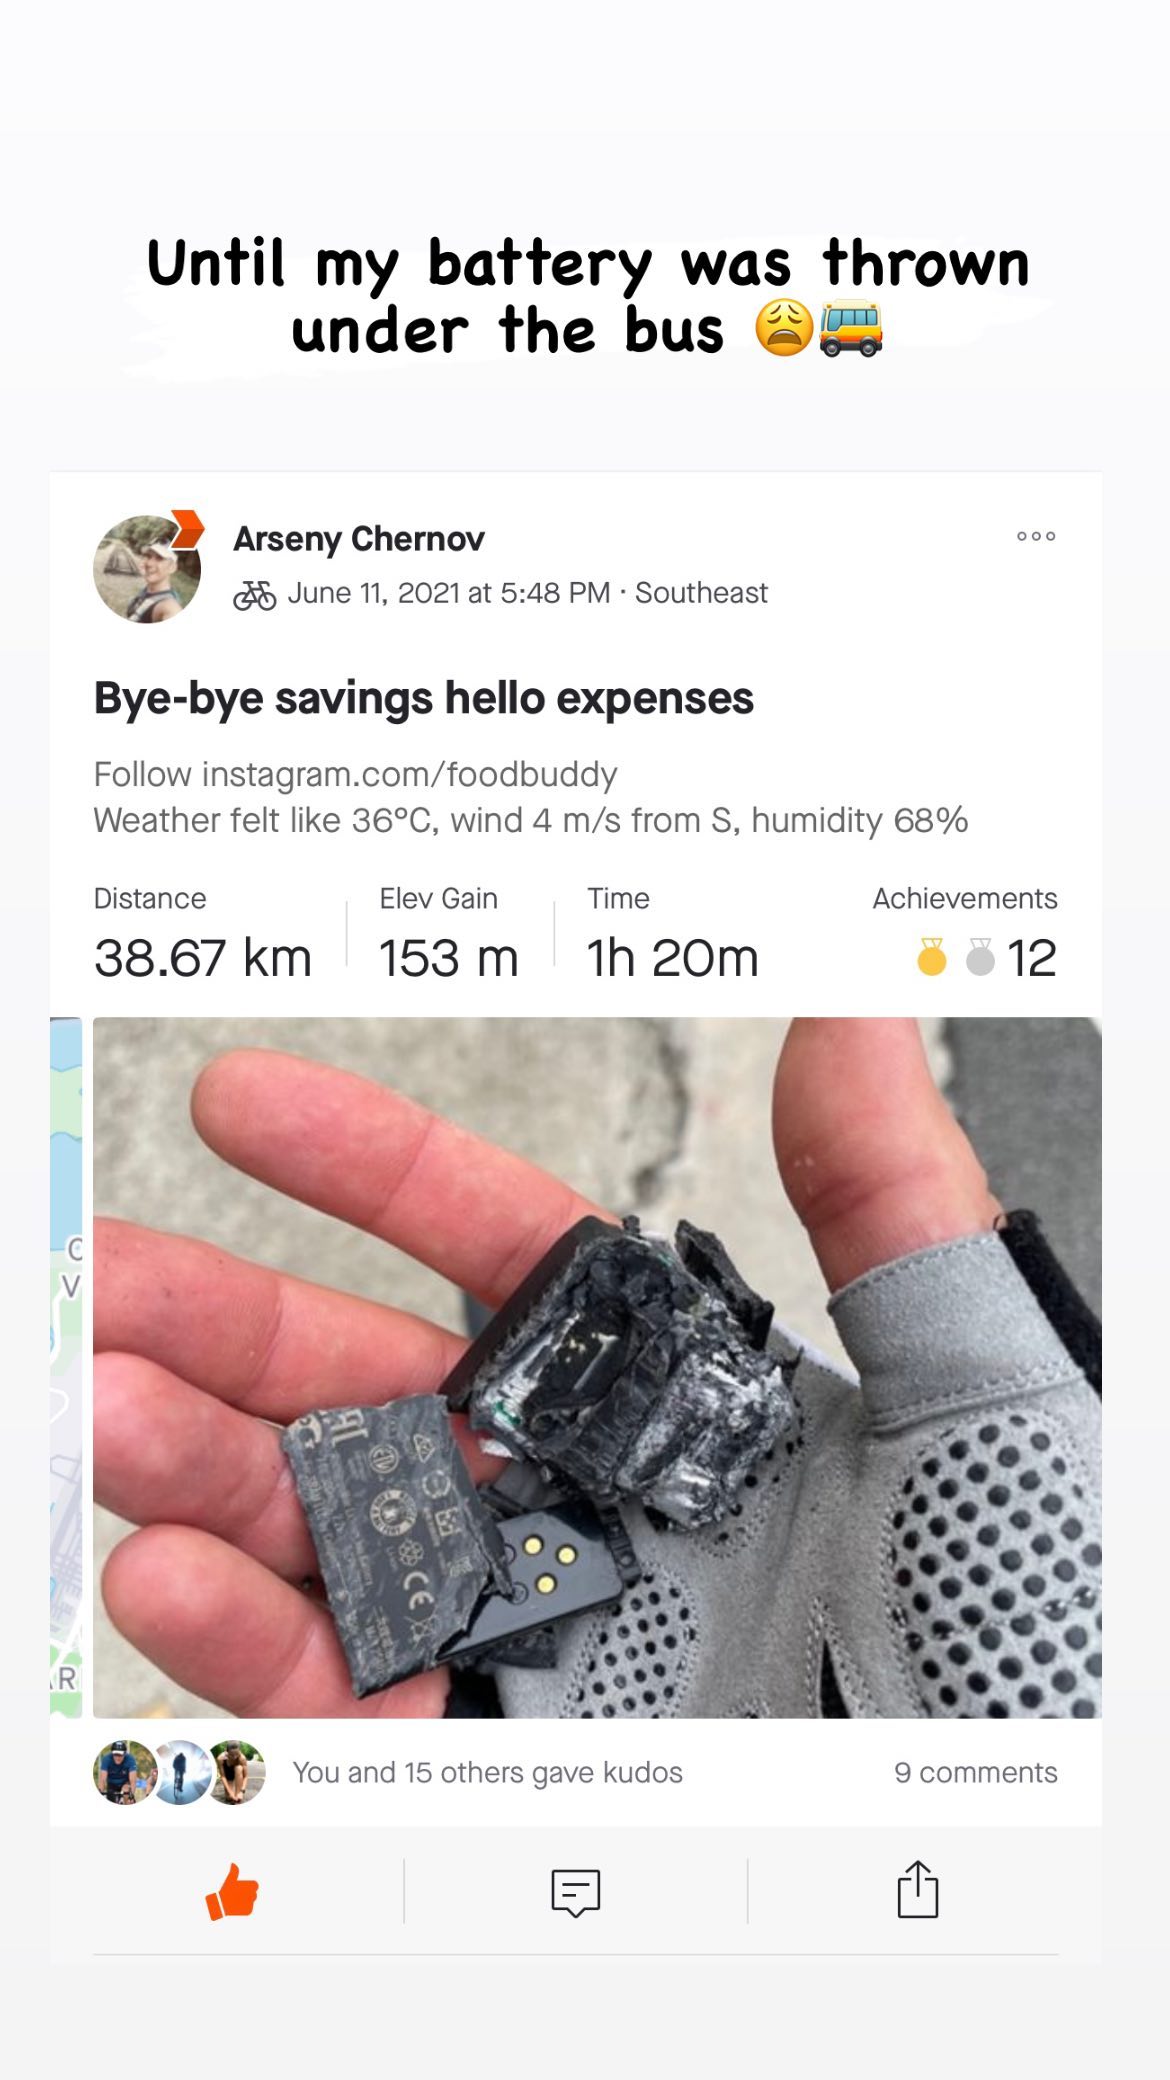 Until my battery was thrown
under the bus 😩🚌
Arseny Chernov
June 11, 2021 at 5:48 PM · Southeast
Bye-bye savings hello expenses
Follow instagram.com/foodbuddy
Weather felt like 36°C, wind 4 m/s from S, humidity 68%
Distance
38.67 km
Elev Gain
153 m
Time
1h 20m
Achievements
12
C
V
R
CE
You and 15 others gave kudos
9 comments